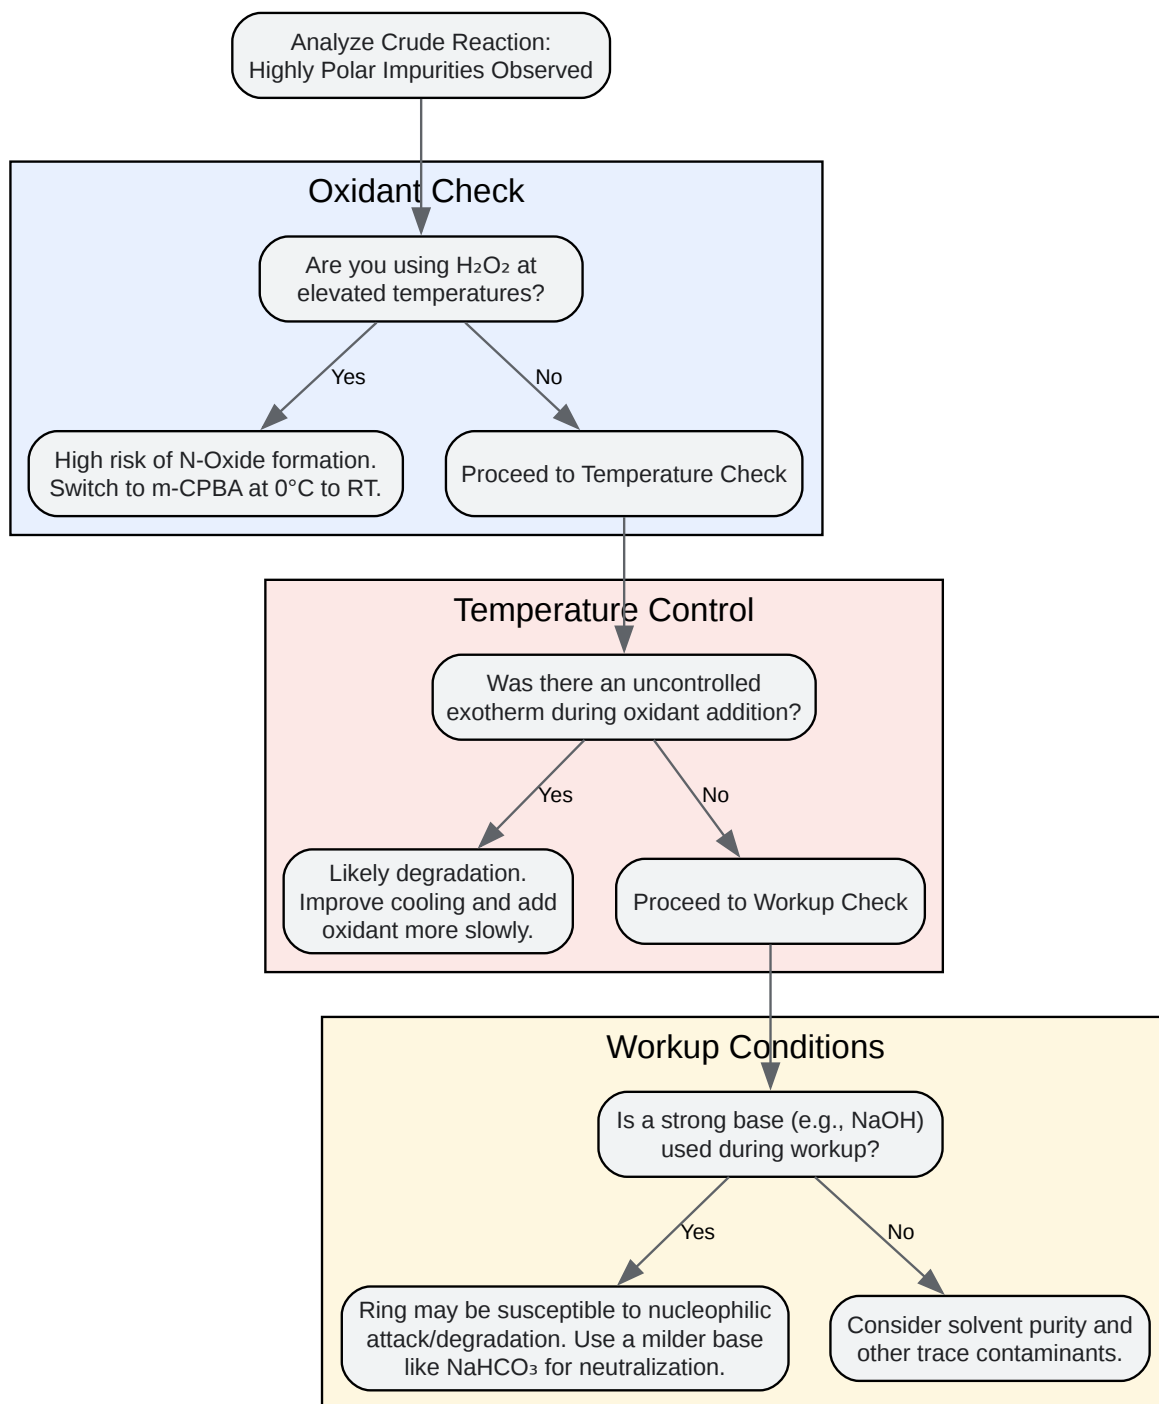 Analyze Crude Reaction:
Highly Polar Impurities Observed
Oxidant Check
Are you using H₂O₂ at
elevated temperatures?
Yes
No
High risk of N-Oxide formation.
Switch to m-CPBA at 0°C to RT.
Proceed to Temperature Check
Temperature Control
Was there an uncontrolled
exotherm during oxidant addition?
Yes
No
Likely degradation.
Improve cooling and add
oxidant more slowly.
Proceed to Workup Check
Workup Conditions
Is a strong base (e.g., NaOH)
used during workup?
Yes
No
Ring may be susceptible to nucleophilic
attack/degradation. Use a milder base
like NaHCO₃ for neutralization.
Consider solvent purity and
other trace contaminants.